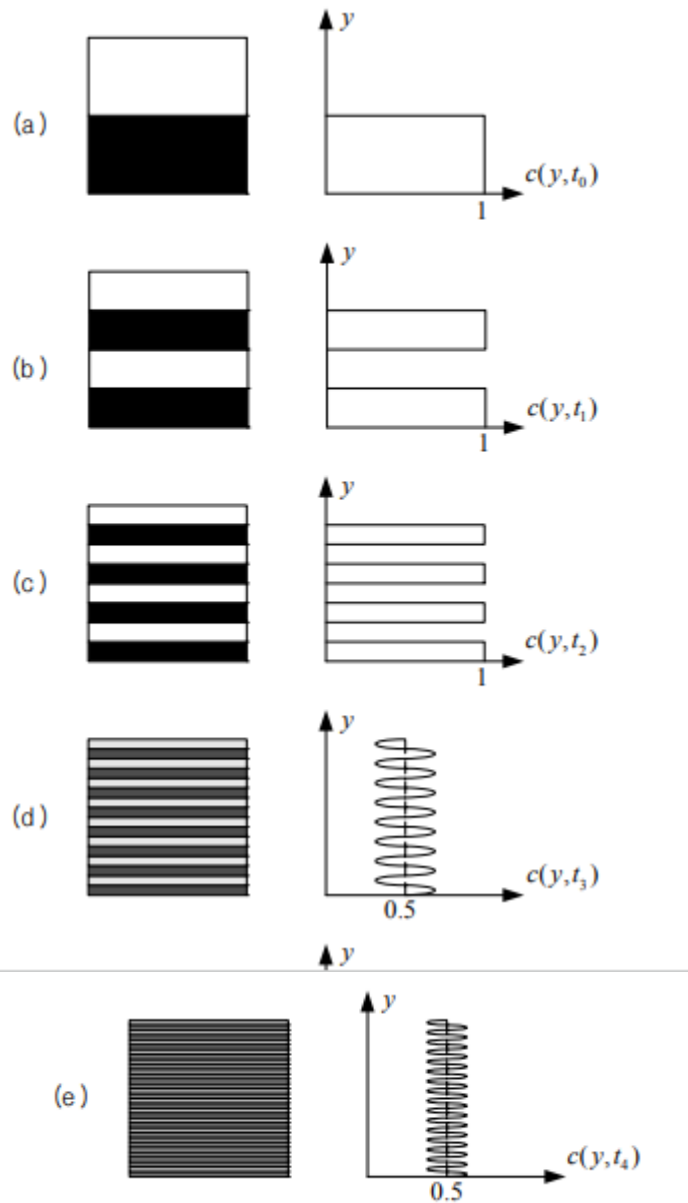 y
(a)
c(y,t₀)
1
y
(b)
c(y,t₁)
1
y
(c)
c(y,t₂)
1
y
(d)
c(y,t₃)
0.5
y
y
(e)
c(y,t₄)
0.5